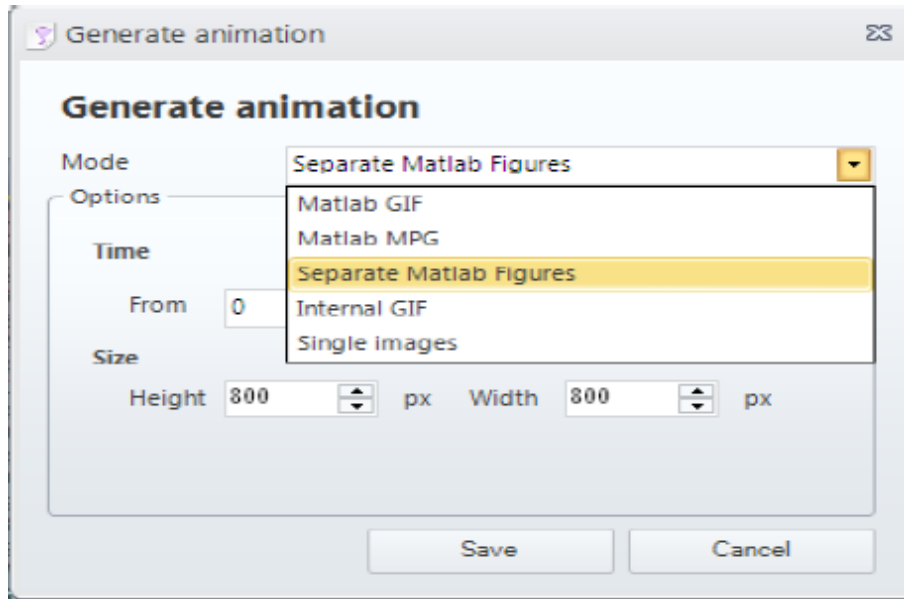 Generate animation
Generate animation
Mode Separate Matlab Figures
Options
Matlab GIF
Matlab MPG
Time
Separate Matlab Figures
From 0
Internal GIF
Single images
Size
Height 800 px Width 800 px
Save Cancel